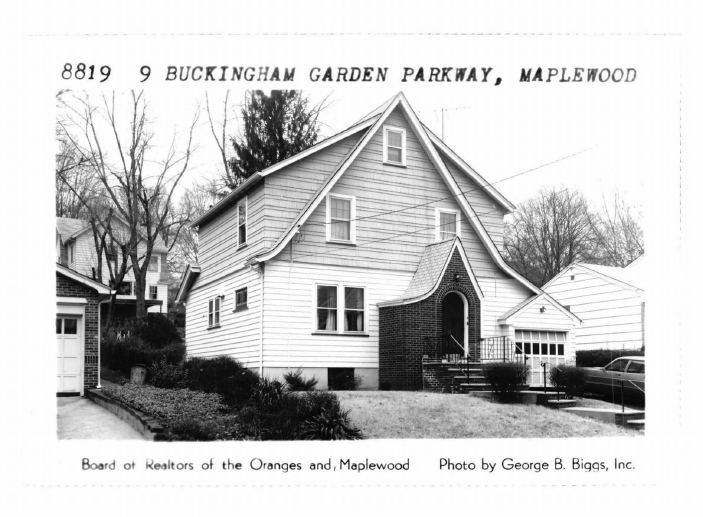 8819 9 BUCKINGHAM GARDEN PARKWAY, MAPLEWOOD
Board of Realtors of the Oranges and, Maplewood Photo by George B. Biggs, Inc.